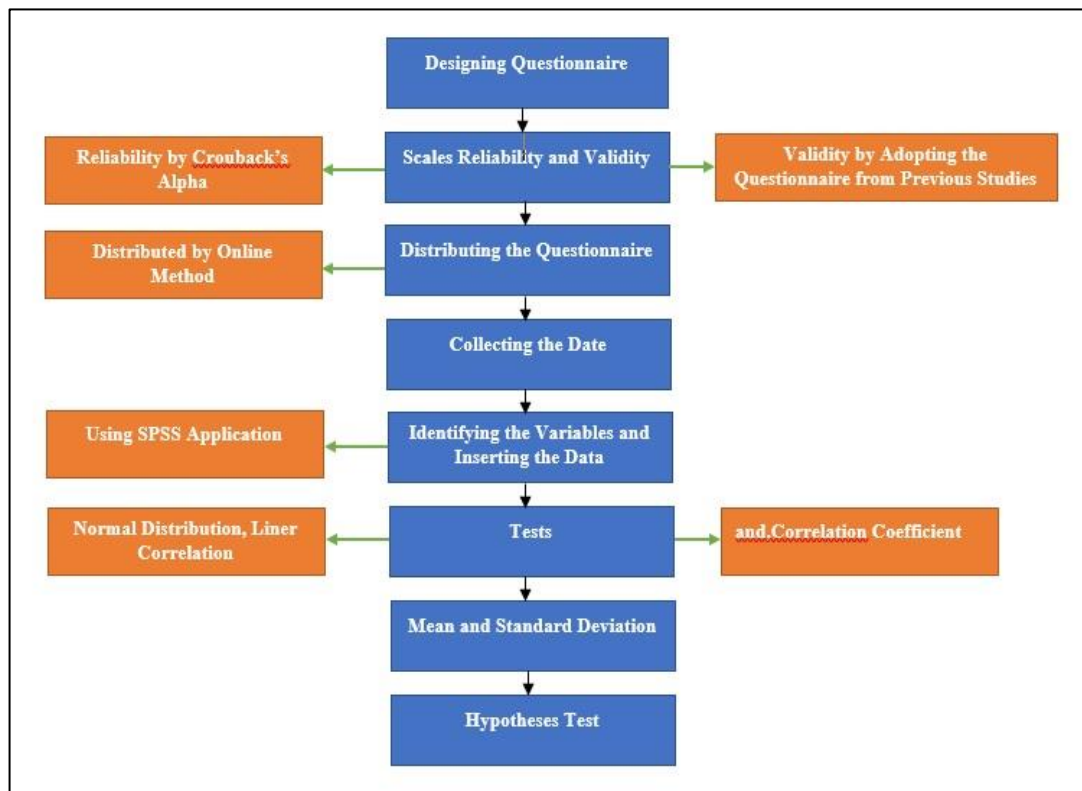 Designing Questionnaire
Reliability by Crouback's
Alpha
Scales Reliability and Validity
Validity by Adopting the
Questionnaire from Previous Studies
Distributed by Online
Method
Distributing the Questionnaire
Collecting the Date
Using SPSS Application
Identifying the Variables and
Inserting the Data
Normal Distribution, Liner
Correlation
Tests
and.Correlation Coefficient
Mean and Standard Deviation
Hypotheses Test